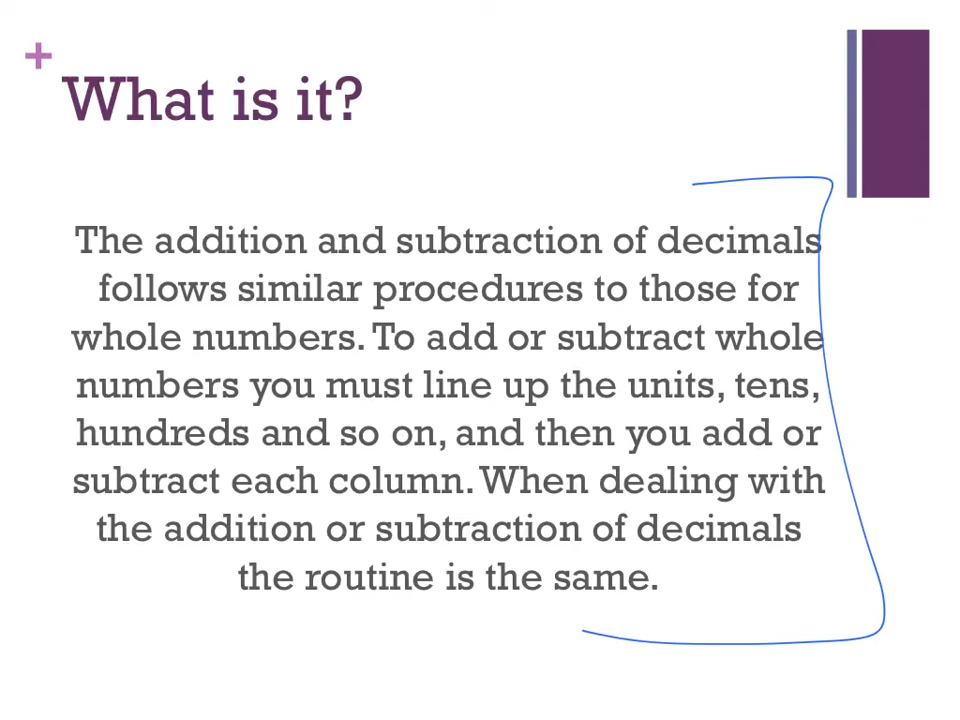 +
What is it?
The addition and subtraction of decimals
follows similar procedures to those for
whole numbers. To add or subtract whole
numbers you must line up the units, tens,
hundreds and so on, and then you add or
subtract each column. When dealing with
the addition or subtraction of decimals
the routine is the same.